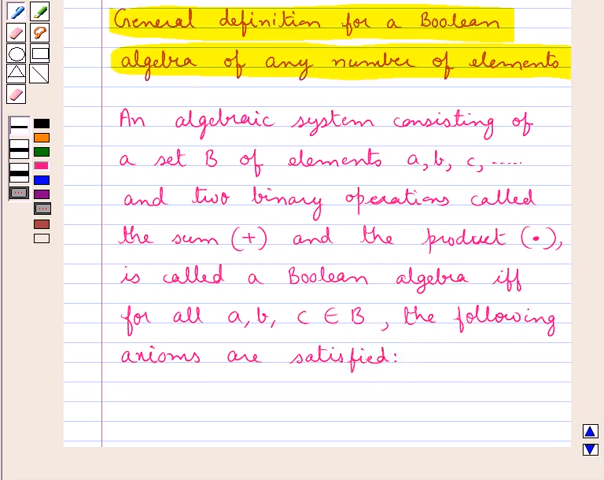 General definition for a Boolean
algebra of any number of elements
An algebraic system consisting of
a set B of elements a, b, c, .....
and two binary operations called
the sum (+) and the product (•),
is called a Boolean algebra iff
for all a, b, c ∈ B, the following
axioms are satisfied: